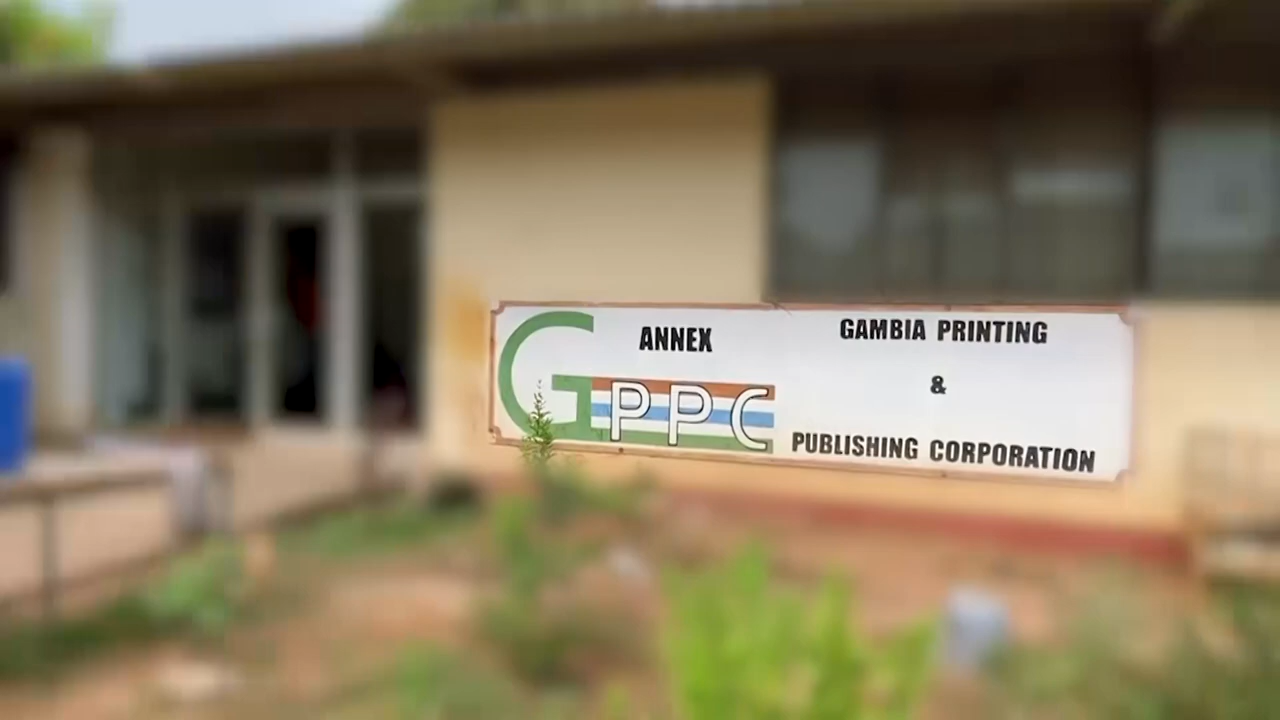 ANNEX
GPPC
GAMBIA PRINTING
&
PUBLISHING CORPORATION